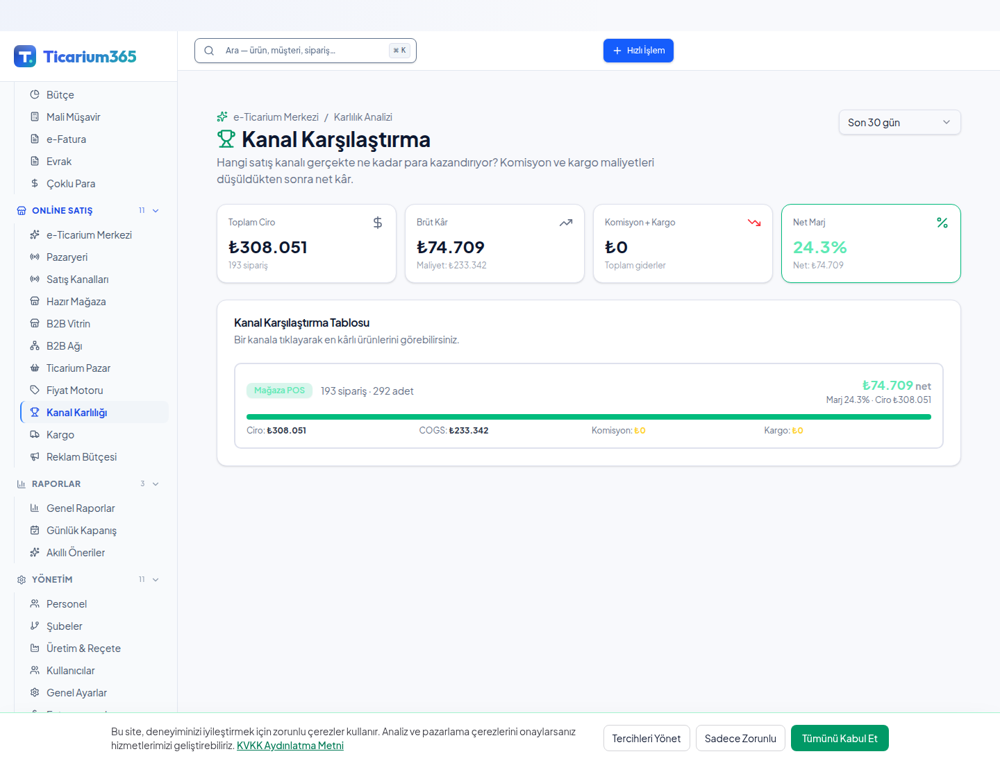 Ticarium365
Ara — ürün, müşteri, sipariş...
⌘ K
Hızlı İşlem
Bütçe
Mali Müşavir
e-Fatura
Evrak
Çoklu Para
ONLİNE SATIŞ 11
e-Ticarium Merkezi
Pazaryeri
Satış Kanalları
Hazır Mağaza
B2B Vitrin
B2B Ağı
Ticarium Pazar
Fiyat Motoru
Kanal Karlılığı
Kargo
Reklam Bütçesi
RAPORLAR 3
Genel Raporlar
Günlük Kapanış
Akıllı Öneriler
YÖNETİM 11
Personel
Şubeler
Üretim & Reçete
Kullanıcılar
Genel Ayarlar
e-Ticarium Merkezi / Karlılık Analizi
Kanal Karşılaştırma
Hangi satış kanalı gerçekte ne kadar para kazandırıyor? Komisyon ve kargo maliyetleri
düşüldükten sonra net kâr.
Son 30 gün
Toplam Ciro
₺308.051
193 sipariş
Brüt Kâr
₺74.709
Maliyet: ₺233.342
Komisyon + Kargo
₺0
Toplam giderler
Net Marj
24.3%
Net: ₺74.709
Kanal Karşılaştırma Tablosu
Bir kanala tıklayarak en kârlı ürünlerini görebilirsiniz.
Mağaza POS 193 sipariş · 292 adet
₺74.709 net
Marj 24.3% · Ciro ₺308.051
Ciro: ₺308.051 COGS: ₺233.342 Komisyon: ₺0 Kargo: ₺0
Bu site, deneyiminizi iyileştirmek için zorunlu çerezler kullanır. Analiz ve pazarlama çerezlerini onaylarsanız
hizmetlerimizi geliştirebiliriz. KVKK Aydınlatma Metni
Tercihleri Yönet
Sadece Zorunlu
Tümünü Kabul Et